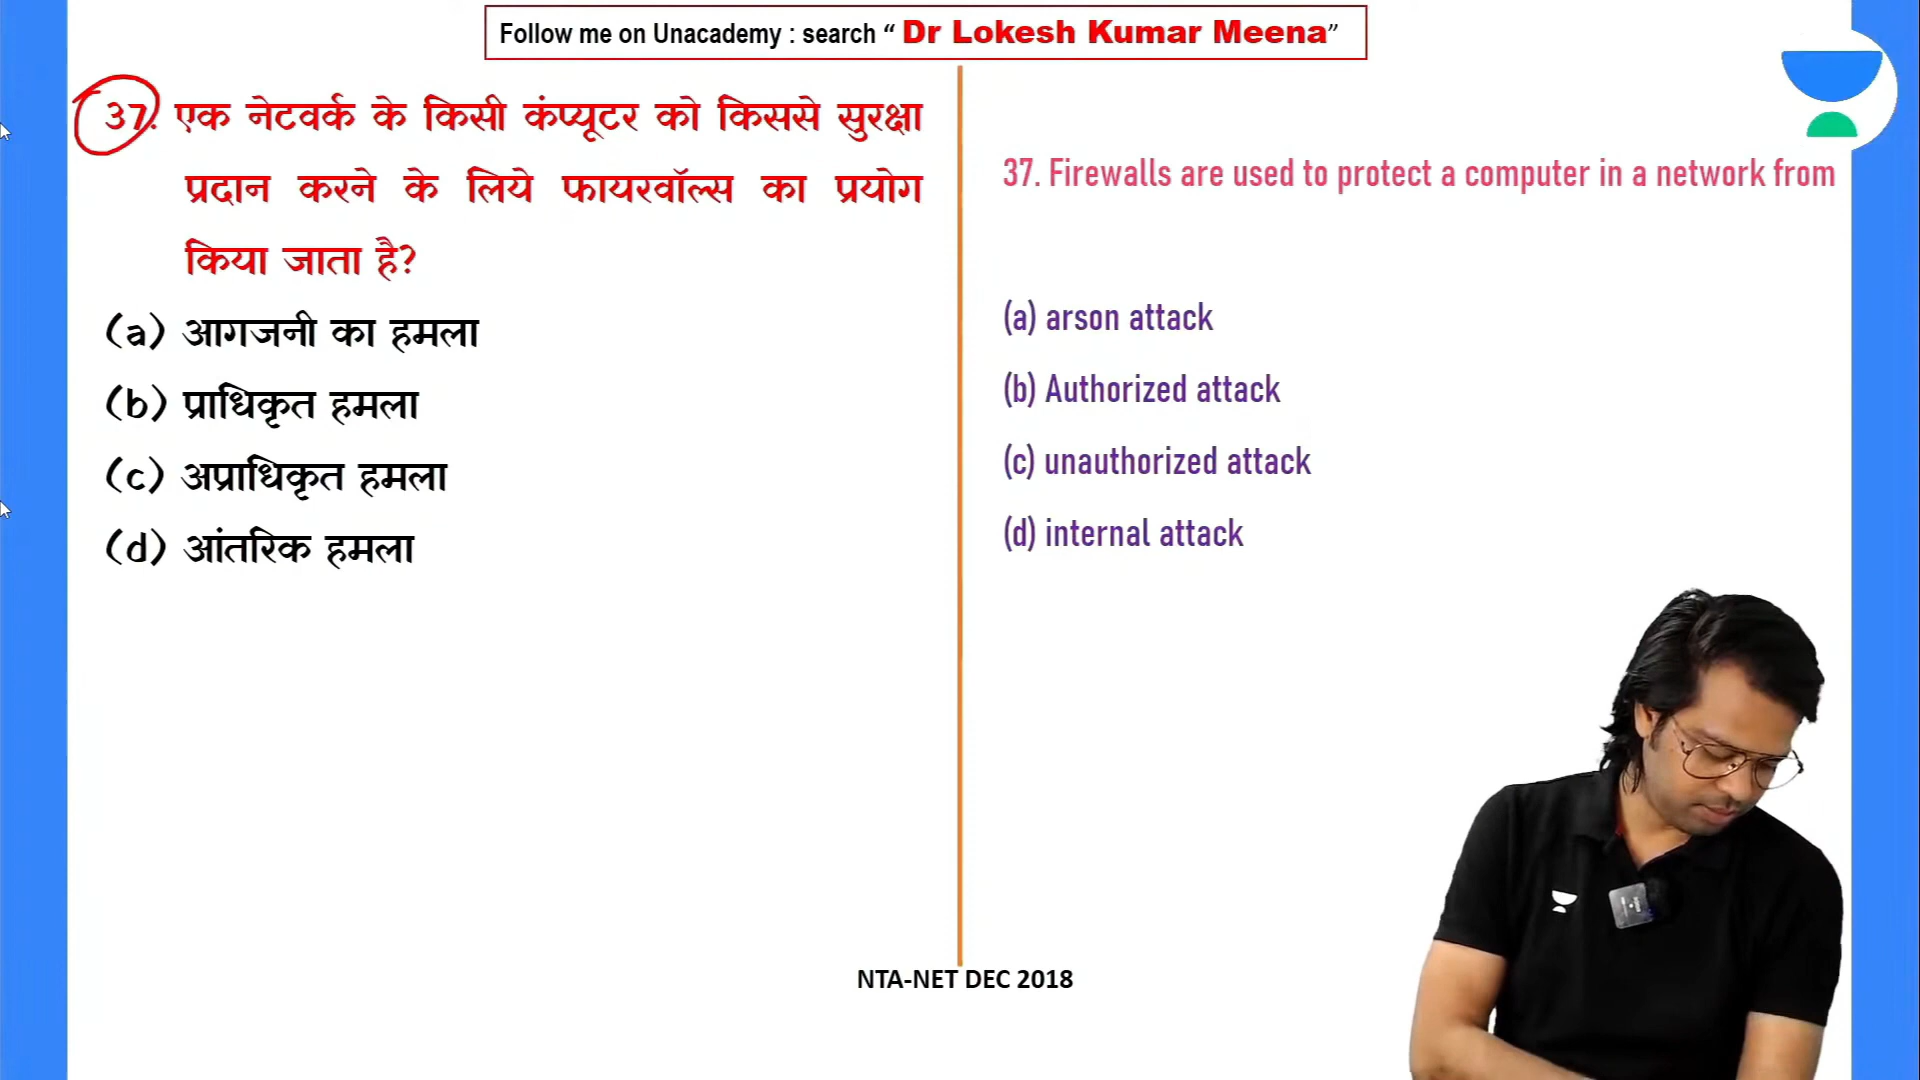 Follow me on Unacademy : search “ Dr Lokesh Kumar Meena”
37. एक नेटवर्क के किसी कंप्यूटर को किससे सुरक्षा
प्रदान करने के लिये फायरवॉल्स का प्रयोग
किया जाता है?
(a) आगजनी का हमला
(b) प्राधिकृत हमला
(c) अप्राधिकृत हमला
(d) आंतरिक हमला
37. Firewalls are used to protect a computer in a network from
(a) arson attack
(b) Authorized attack
(c) unauthorized attack
(d) internal attack
NTA-NET DEC 2018